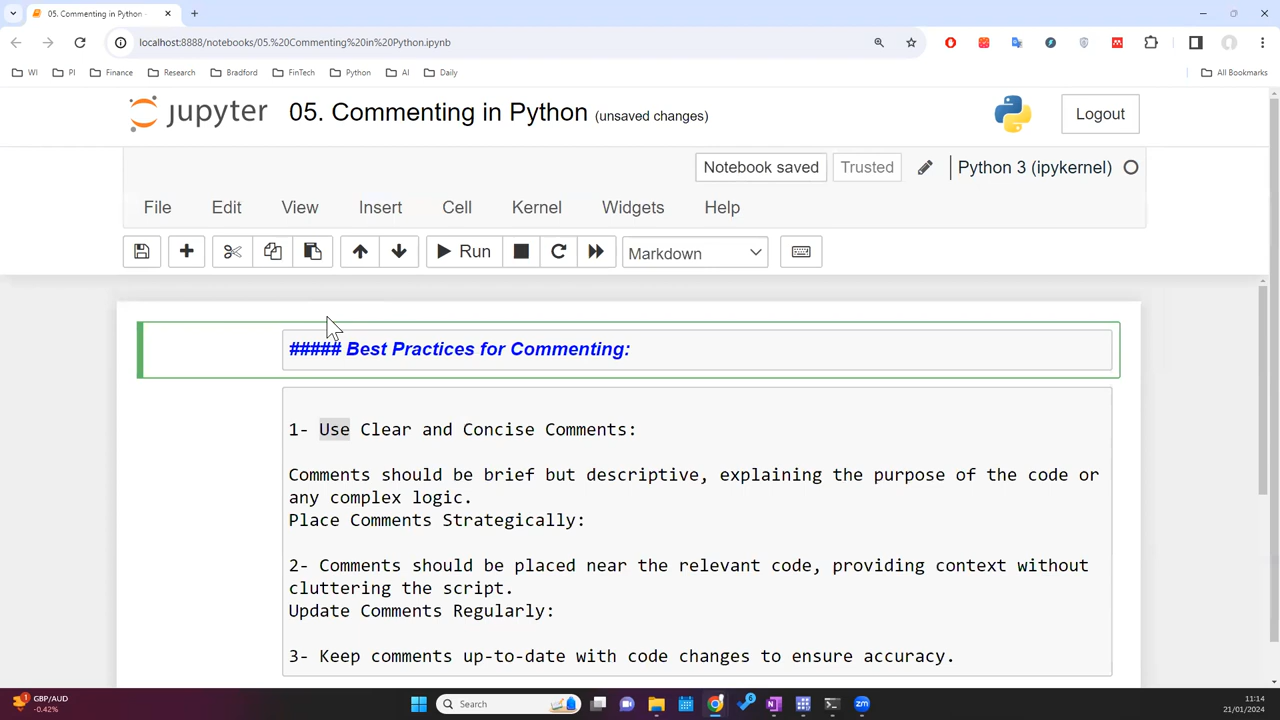 05. Commenting in Python -
localhost:8888/notebooks/05.%20Commenting%20in%20Python.ipynb
WI PI Finance Research Bradford FinTech Python AI Daily All Bookmarks
jupyter 05. Commenting in Python (unsaved changes) Logout
Notebook saved Trusted Python 3 (ipykernel)
File Edit View Insert Cell Kernel Widgets Help
Run Markdown
##### Best Practices for Commenting:
1- Use Clear and Concise Comments:
Comments should be brief but descriptive, explaining the purpose of the code or
any complex logic.
Place Comments Strategically:
2- Comments should be placed near the relevant code, providing context without
cluttering the script.
Update Comments Regularly:
3- Keep comments up-to-date with code changes to ensure accuracy.
GBP/AUD
-0.42%
Search
11:14
21/01/2024